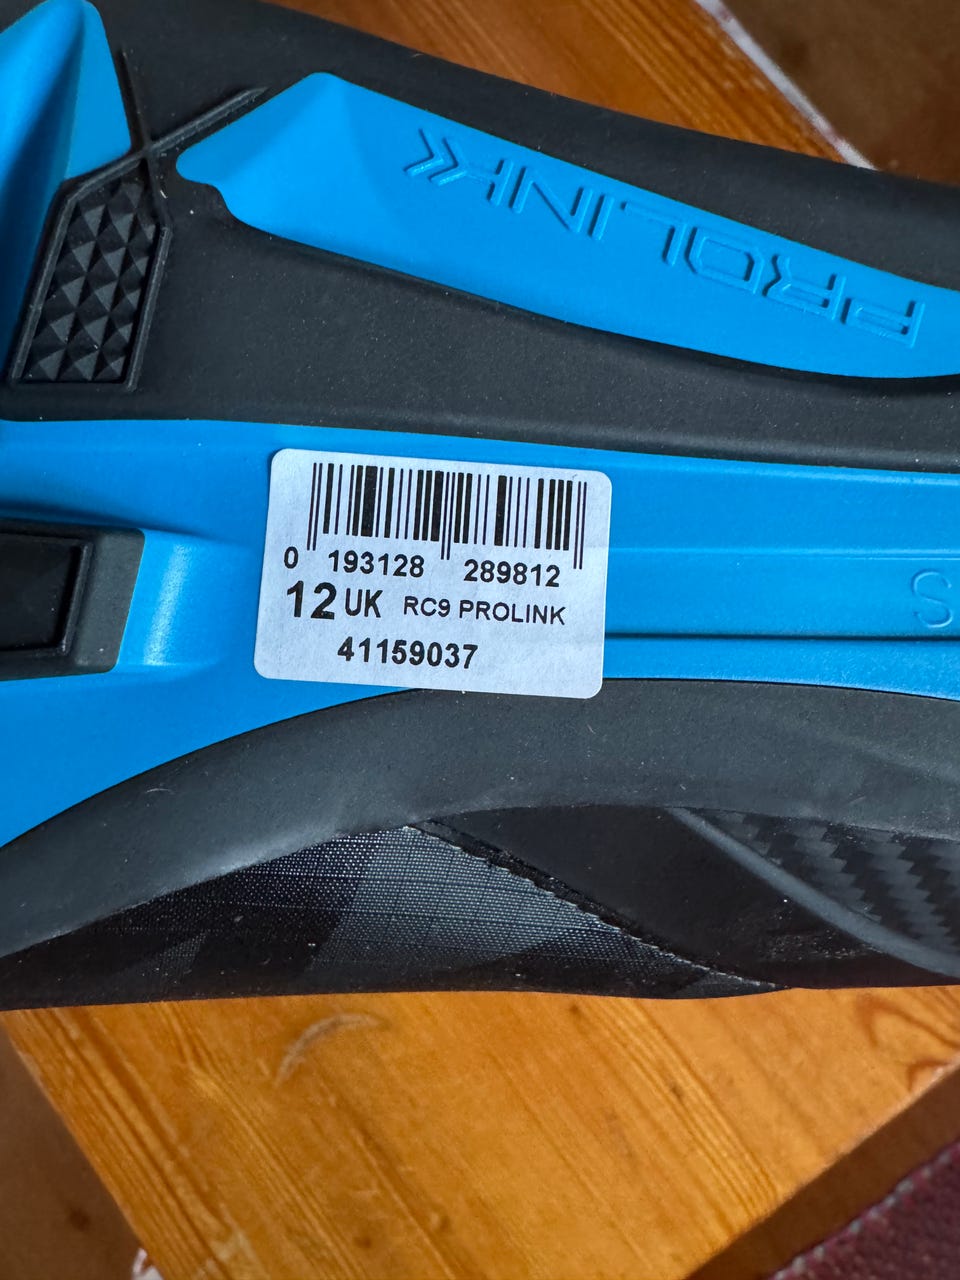 PROLINK
0 193128 289812
12 UK RC9 PROLINK
41159037
S